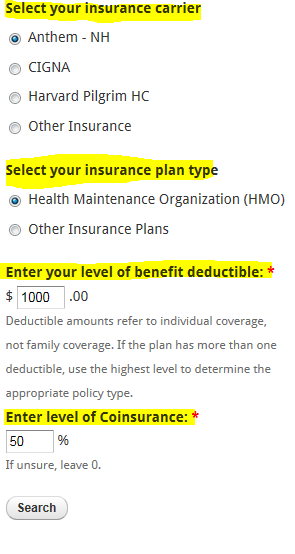 Select your insurance carrier
Anthem - NH
CIGNA
Harvard Pilgrim HC
Other Insurance
Select your insurance plan type
Health Maintenance Organization (HMO)
Other Insurance Plans
Enter your level of benefit deductible: *
$ 1000 .00
Deductible amounts refer to individual coverage,
not family coverage. If the plan has more than one
deductible, use the highest level to determine the
appropriate policy type.
Enter level of Coinsurance: *
50 %
If unsure, leave 0.
Search